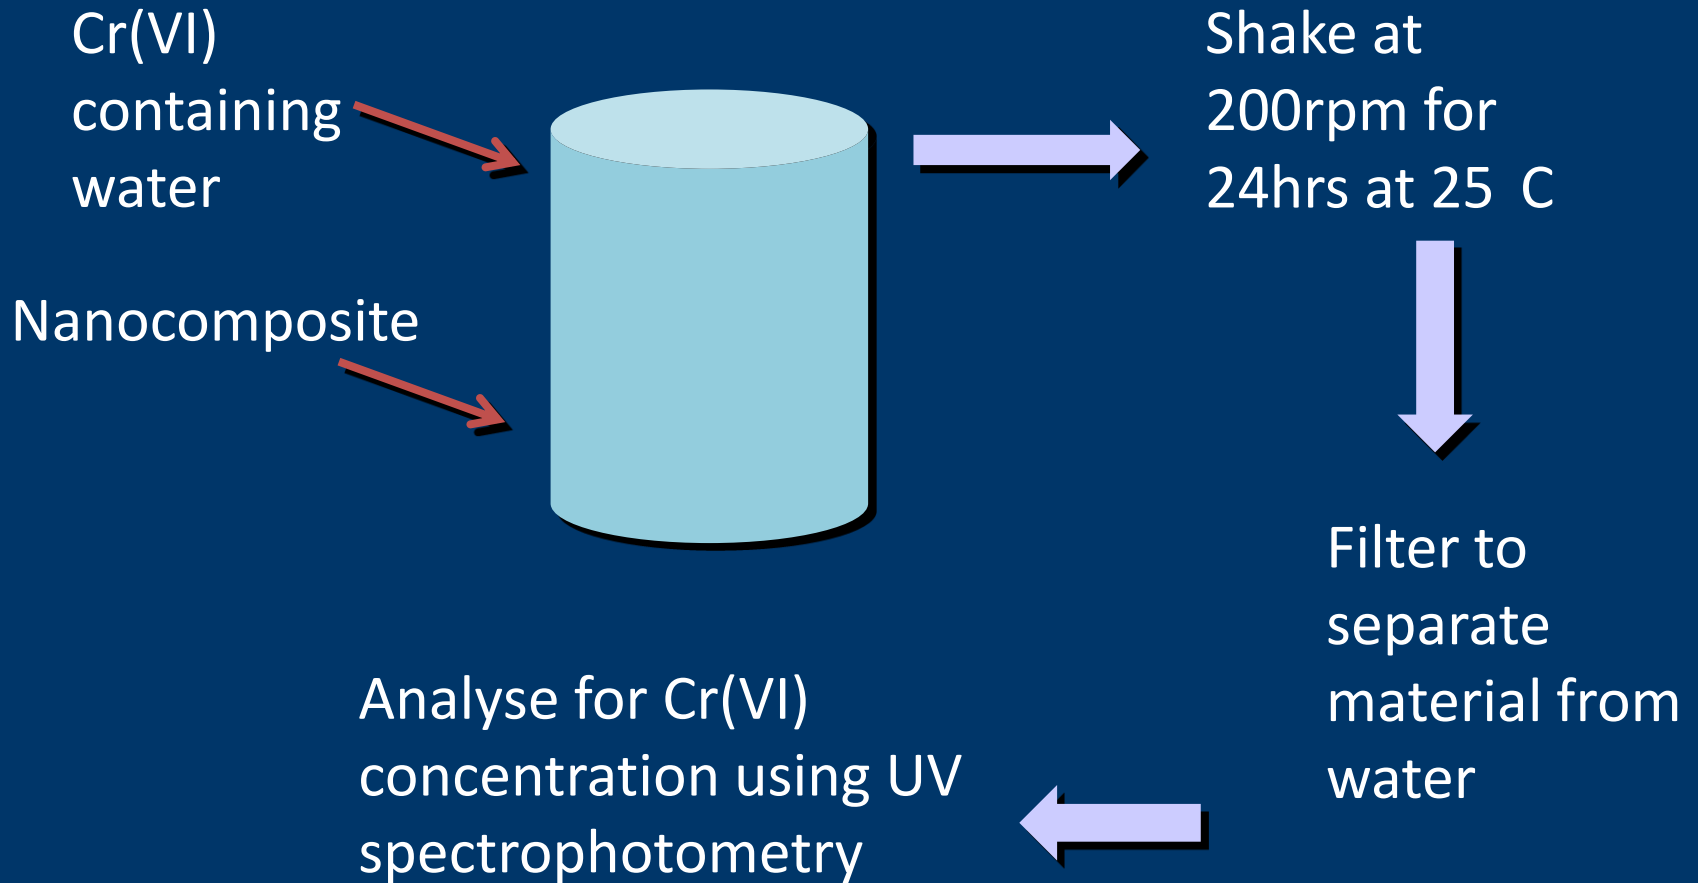 Cr(VI)
containing
water
Nanocomposite
Shake at
200rpm for
24hrs at 25 C
Filter to
separate
material from
water
Analyse for Cr(VI)
concentration using UV
spectrophotometry